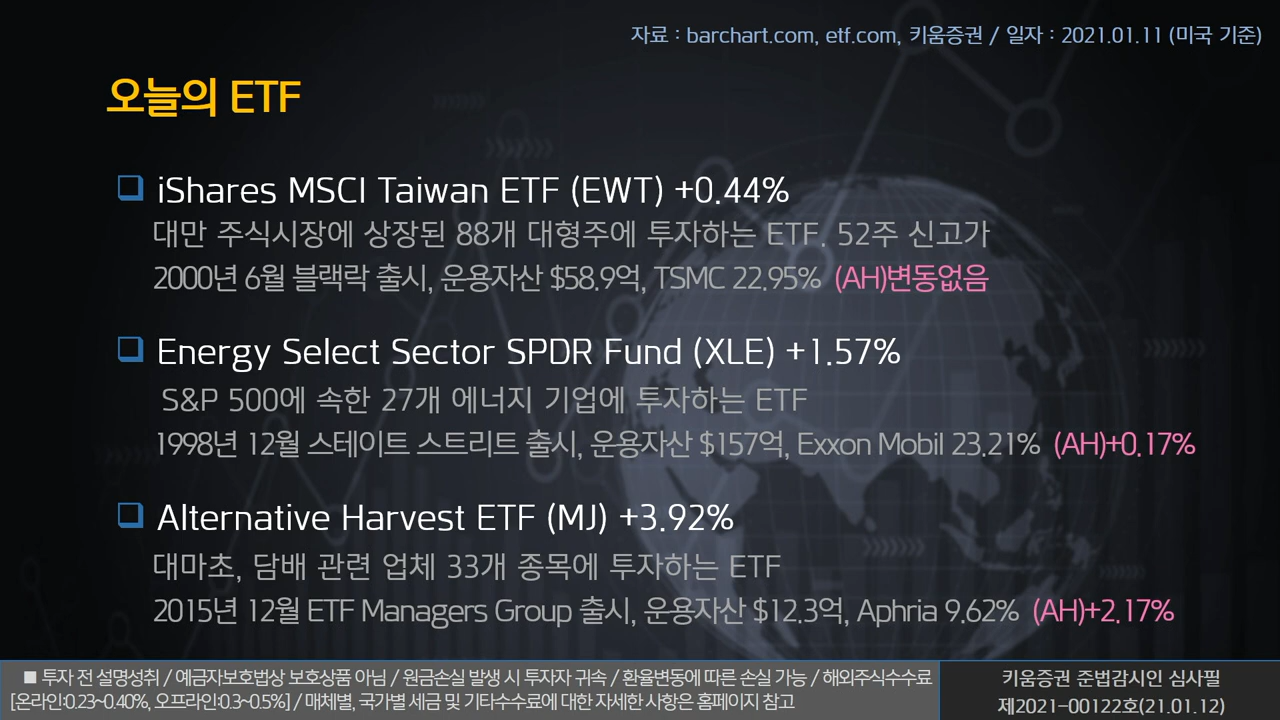 자료 : barchart.com, etf.com, 키움증권 / 일자 : 2021.01.11 (미국 기준)
오늘의 ETF
❑ iShares MSCI Taiwan ETF (EWT) +0.44%
대만 주식시장에 상장된 88개 대형주에 투자하는 ETF. 52주 신고가
2000년 6월 블랙락 출시, 운용자산 $58.9억, TSMC 22.95% (AH)변동없음
❑ Energy Select Sector SPDR Fund (XLE) +1.57%
S&P 500에 속한 27개 에너지 기업에 투자하는 ETF
1998년 12월 스테이트 스트리트 출시, 운용자산 $157억, Exxon Mobil 23.21% (AH)+0.17%
❑ Alternative Harvest ETF (MJ) +3.92%
대마초, 담배 관련 업체 33개 종목에 투자하는 ETF
2015년 12월 ETF Managers Group 출시, 운용자산 $12.3억, Aphria 9.62% (AH)+2.17%
■ 투자 전 설명성취 / 예금자보호법상 보호상품 아님 / 원금손실 발생 시 투자자 귀속 / 환율변동에 따른 손실 가능 / 해외주식수수료
[온라인:0.23~0.40%, 오프라인:0.3~0.5%] / 매체별, 국가별 세금 및 기타수수료에 대한 자세한 사항은 홈페이지 참고
키움증권 준법감시인 심사필
제2021-00122호(21.01.12)